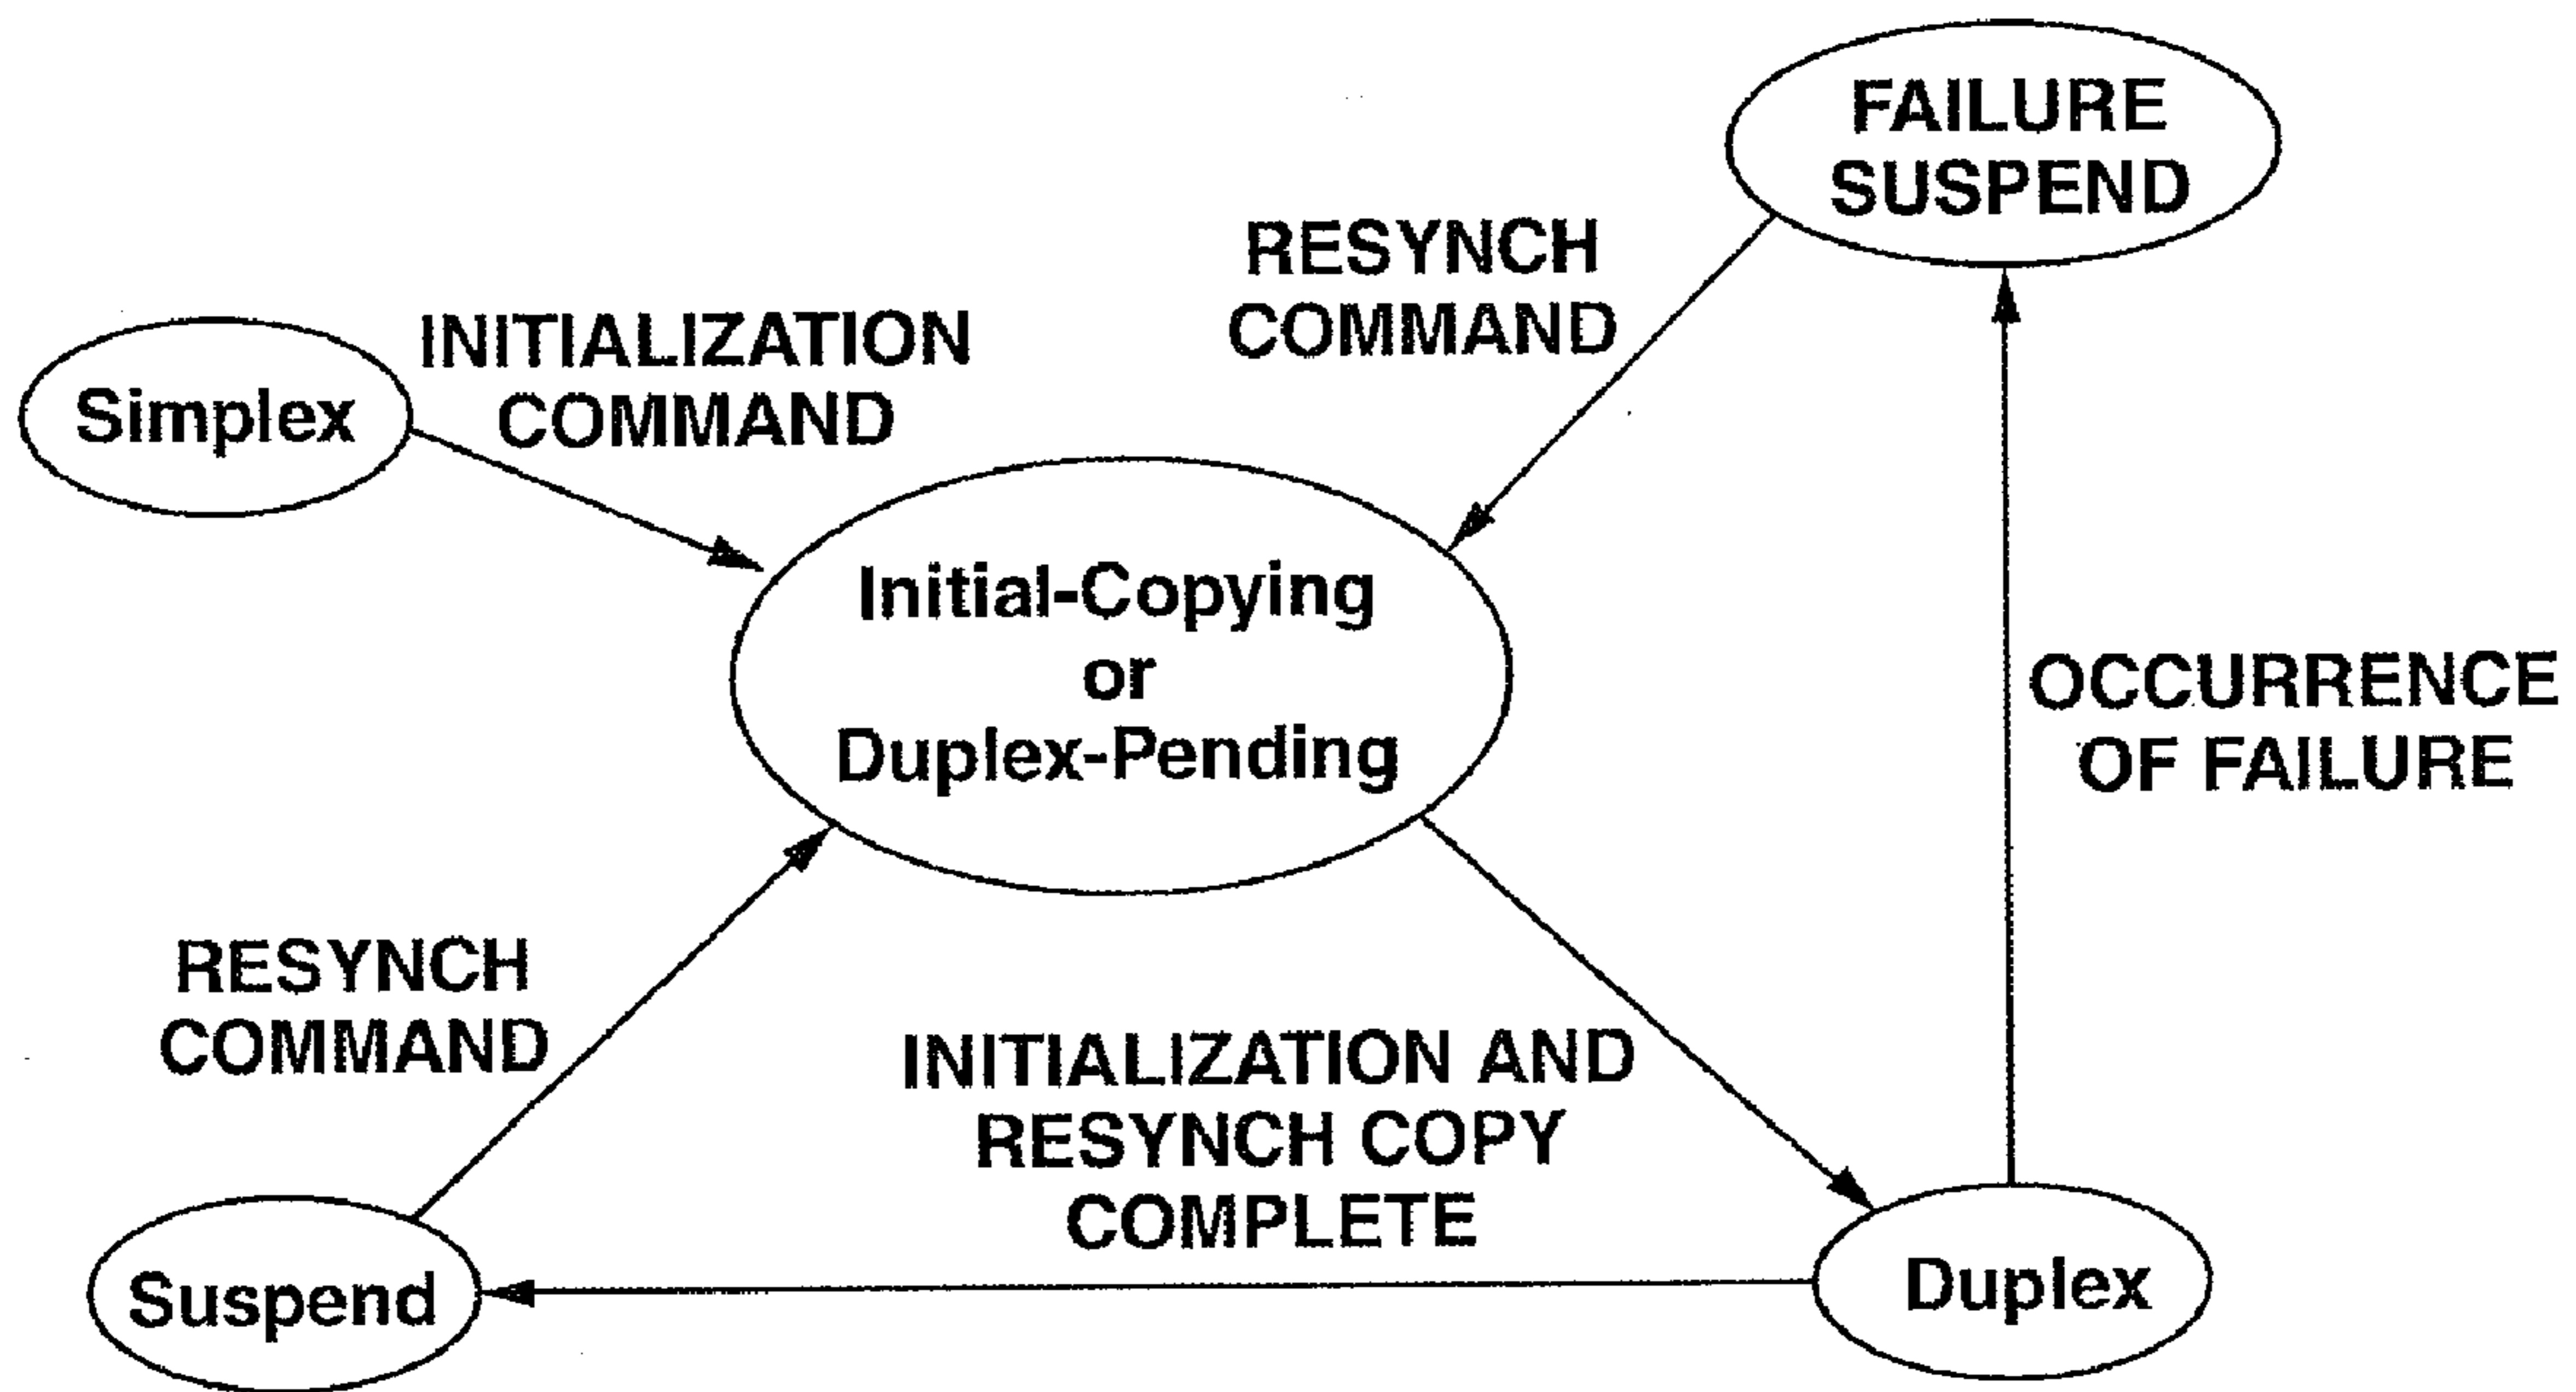 FAILURE
SUSPEND
RESYNCH
COMMAND
INITIALIZATION
COMMAND
Simplex
Initial-Copying
or
Duplex-Pending
OCCURRENCE
OF FAILURE
RESYNCH
COMMAND
INITIALIZATION AND
RESYNCH COPY
COMPLETE
Suspend
Duplex